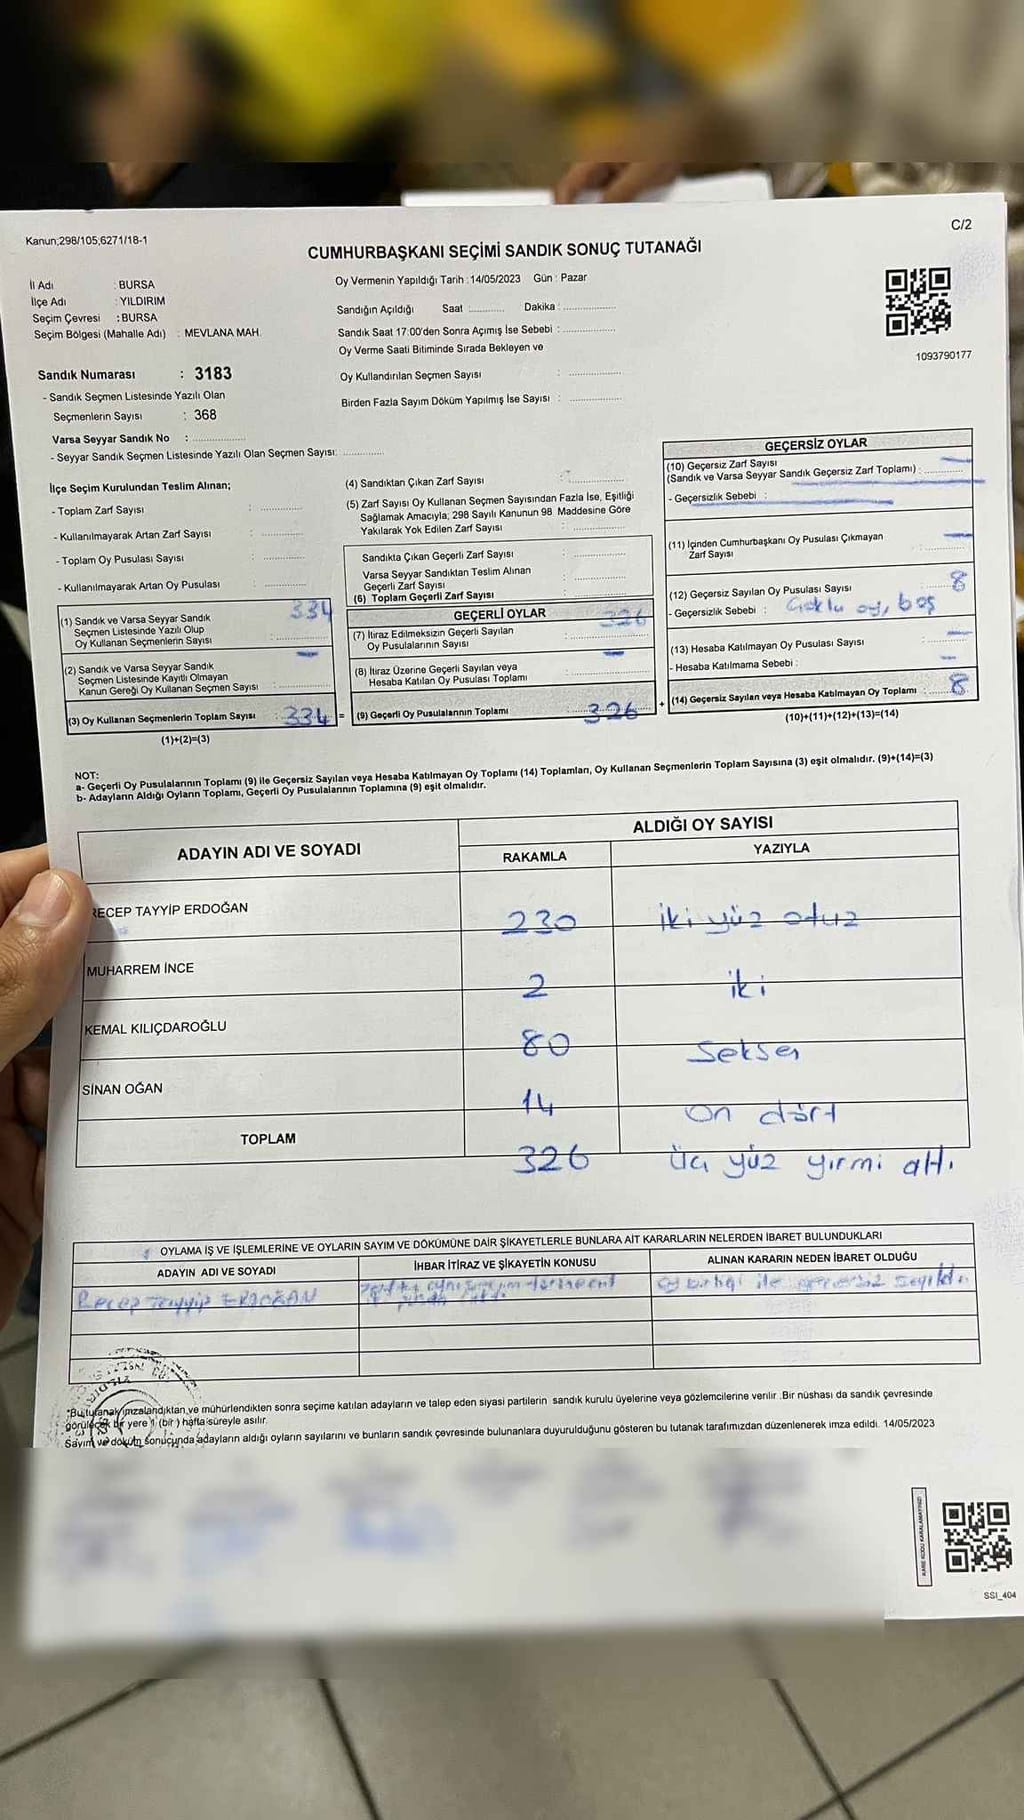 Kanun;298/105;6271/18-1
C/2
CUMHURBAŞKANI SEÇİMİ SANDIK SONUÇ TUTANAĞI
İl Adı : BURSA
İlçe Adı : YILDIRIM
Seçim Çevresi : BURSA
Seçim Bölgesi (Mahalle Adı) : MEVLANA MAH.
Oy Vermenin Yapıldığı Tarih : 14/05/2023 Gün : Pazar
Sandığın Açıldığı Saat ............ Dakika : ................
Sandık Saat 17:00'den Sonra Açımış İse Sebebi : ................
Oy Verme Saati Bitiminde Sırada Bekleyen ve
Oy Kullandırılan Seçmen Sayısı : ................
Birden Fazla Sayım Döküm Yapılmış İse Sayısı : ................
1093790177
Sandık Numarası : 3183
- Sandık Seçmen Listesinde Yazılı Olan
Seçmenlerin Sayısı : 368
Varsa Seyyar Sandık No : ................
- Seyyar Sandık Seçmen Listesinde Yazılı Olan Seçmen Sayısı: ............
İlçe Seçim Kurulundan Teslim Alınan;
- Toplam Zarf Sayısı : ............
- Kullanılmayarak Artan Zarf Sayısı : ............
- Toplam Oy Pusulası Sayısı : ............
- Kullanılmayarak Artan Oy Pusulası : ............
(1) Sandık ve Varsa Seyyar Sandık 334
Seçmen Listesinde Yazılı Olup
Oy Kullanan Seçmenlerin Sayısı : ............
(2) Sandık ve Varsa Seyyar Sandık —
Seçmen Listesinde Kayıtlı Olmayan
Kanun Gereği Oy Kullanan Seçmen Sayısı : ............
(3) Oy Kullanan Seçmenlerin Toplam Sayısı : 334 =
(1)+(2)=(3)
(4) Sandıktan Çıkan Zarf Sayısı : ............
(5) Zarf Sayısı Oy Kullanan Seçmen Sayısından Fazla İse, Eşitliği
Sağlamak Amacıyla; 298 Sayılı Kanunun 98 Maddesine Göre
Yakılarak Yok Edilen Zarf Sayısı : ............
Sandıkta Çıkan Geçerli Zarf Sayısı : ............
Varsa Seyyar Sandıktan Teslim Alınan
Geçerli Zarf Sayısı : ............
(6) Toplam Geçerli Zarf Sayısı : ............
GEÇERLİ OYLAR
(7) İtiraz Edilmeksizin Geçerli Sayılan 326
Oy Pusulalarının Sayısı : ............
(8) İtiraz Üzerine Geçerli Sayılan veya —
Hesaba Katılan Oy Pusulası Toplamı : ............
(9) Geçerli Oy Pusulalarının Toplamı : 326 +
GEÇERSİZ OYLAR
(10) Geçersiz Zarf Sayısı —
(Sandık ve Varsa Seyyar Sandık Geçersiz Zarf Toplamı) : ............
- Geçersizlik Sebebi :
(11) İçinden Cumhurbaşkanı Oy Pusulası Çıkmayan —
Zarf Sayısı : ............
(12) Geçersiz Sayılan Oy Pusulası Sayısı : 8
- Geçersizlik Sebebi : Çoklu oy, boş
(13) Hesaba Katılmayan Oy Pusulası Sayısı : —
- Hesaba Katılmama Sebebi : —
(14) Geçersiz Sayılan veya Hesaba Katılmayan Oy Toplamı : 8
(10)+(11)+(12)+(13)=(14)
NOT:
a- Geçerli Oy Pusulalarının Toplamı (9) ile Geçersiz Sayılan veya Hesaba Katılmayan Oy Toplamı (14) Toplamları, Oy Kullanan Seçmenlerin Toplam Sayısına (3) eşit olmalıdır. (9)+(14)=(3)
b- Adayların Aldığı Oyların Toplamı, Geçerli Oy Pusulalarının Toplamına (9) eşit olmalıdır.
ADAYIN ADI VE SOYADI
ALDIĞI OY SAYISI
RAKAMLA YAZIYLA
RECEP TAYYİP ERDOĞAN 230 iki yüz otuz
MUHARREM İNCE 2 iki
KEMAL KILIÇDAROĞLU 80 Seksen
SİNAN OĞAN 14 on dört
TOPLAM 326 üç yüz yirmi altı
OYLAMA İŞ VE İŞLEMLERİNE VE OYLARIN SAYIM VE DÖKÜMÜNE DAİR ŞİKAYETLERLE BUNLARA AİT KARARLARIN NELERDEN İBARET BULUNDUKLARI
ADAYIN ADI VE SOYADI İHBAR İTİRAZ VE ŞİKAYETİN KONUSU ALINAN KARARIN NEDEN İBARET OLDUĞU
Recep Tayyip ERDOĞAN oy birliği ile geçersiz sayıldı.
*Bu tutanak imzalandıktan ve mühürlendikten sonra seçime katılan adayların ve talep eden siyasi partilerin sandık kurulu üyelerine veya gözlemcilerine verilir .Bir nüshası da sandık çevresinde
görülecek bir yere 1 (bir ) hafta süreyle asılır.
Sayım ve döküm sonucunda adayların aldığı oyların sayılarını ve bunların sandık çevresinde bulunanlara duyurulduğunu gösteren bu tutanak tarafımızdan düzenlenerek imza edildi. 14/05/2023
KARE KODU KARALAMAYINIZ!
SSI_404